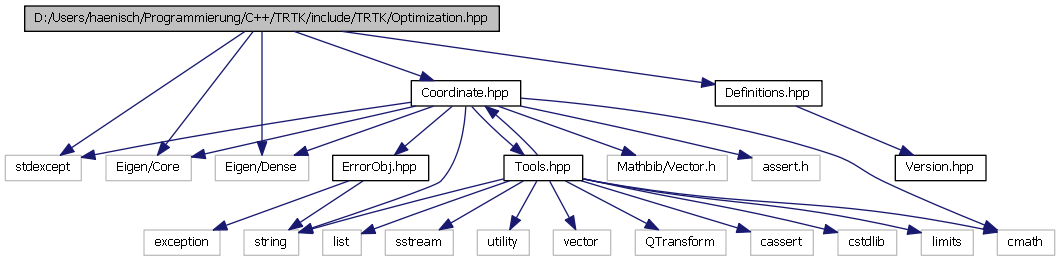 D:/Users/haenisch/Programmierung/C++/TRTK/include/TRTK/Optimization.hpp
Coordinate.hpp
Definitions.hpp
stdexcept
Eigen/Core
Eigen/Dense
ErrorObj.hpp
Tools.hpp
Mathbib/Vector.h
assert.h
Version.hpp
exception
string
list
sstream
utility
vector
QTransform
cassert
cstdlib
limits
cmath